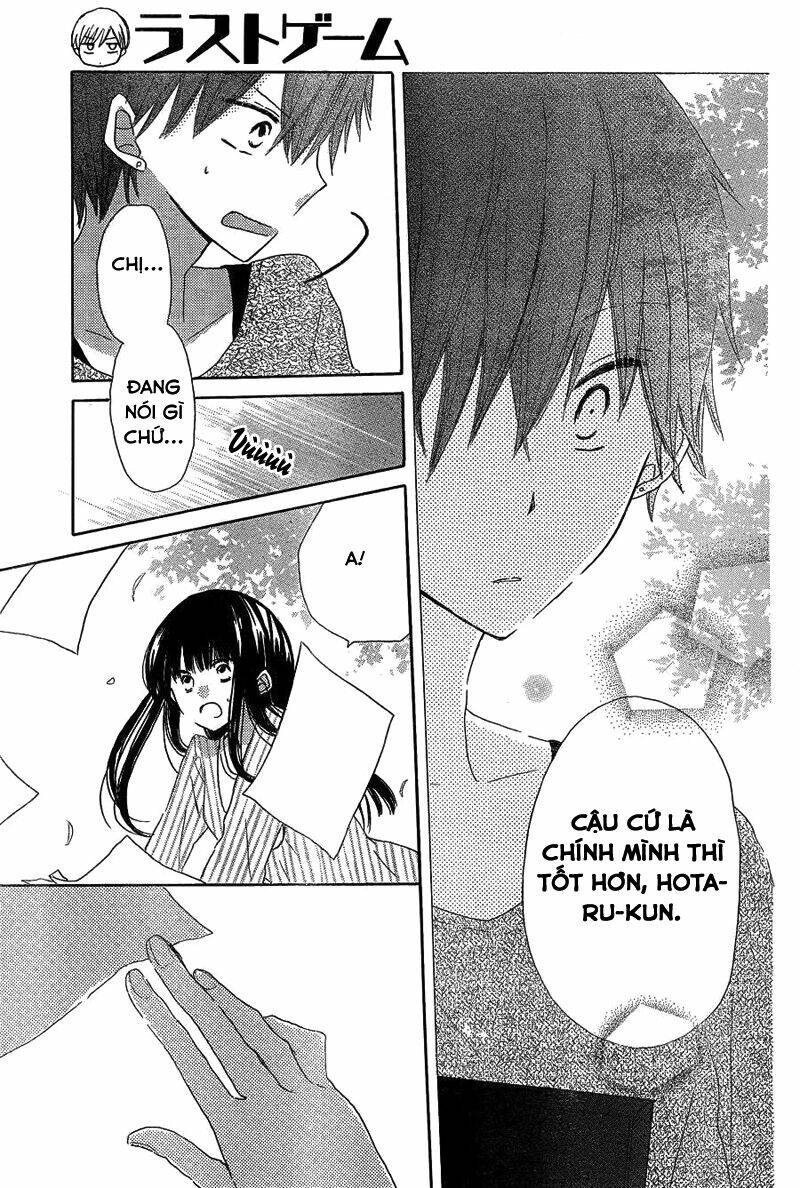 ラストゲーム
CẬU CỨ LÀ
CHÍNH MÌNH THÌ
TỐT HƠN, HOTA-
RU-KUN.
CHỊ...
ĐANG
NÓI GÌ
CHỨ...
Vùùùù
A!